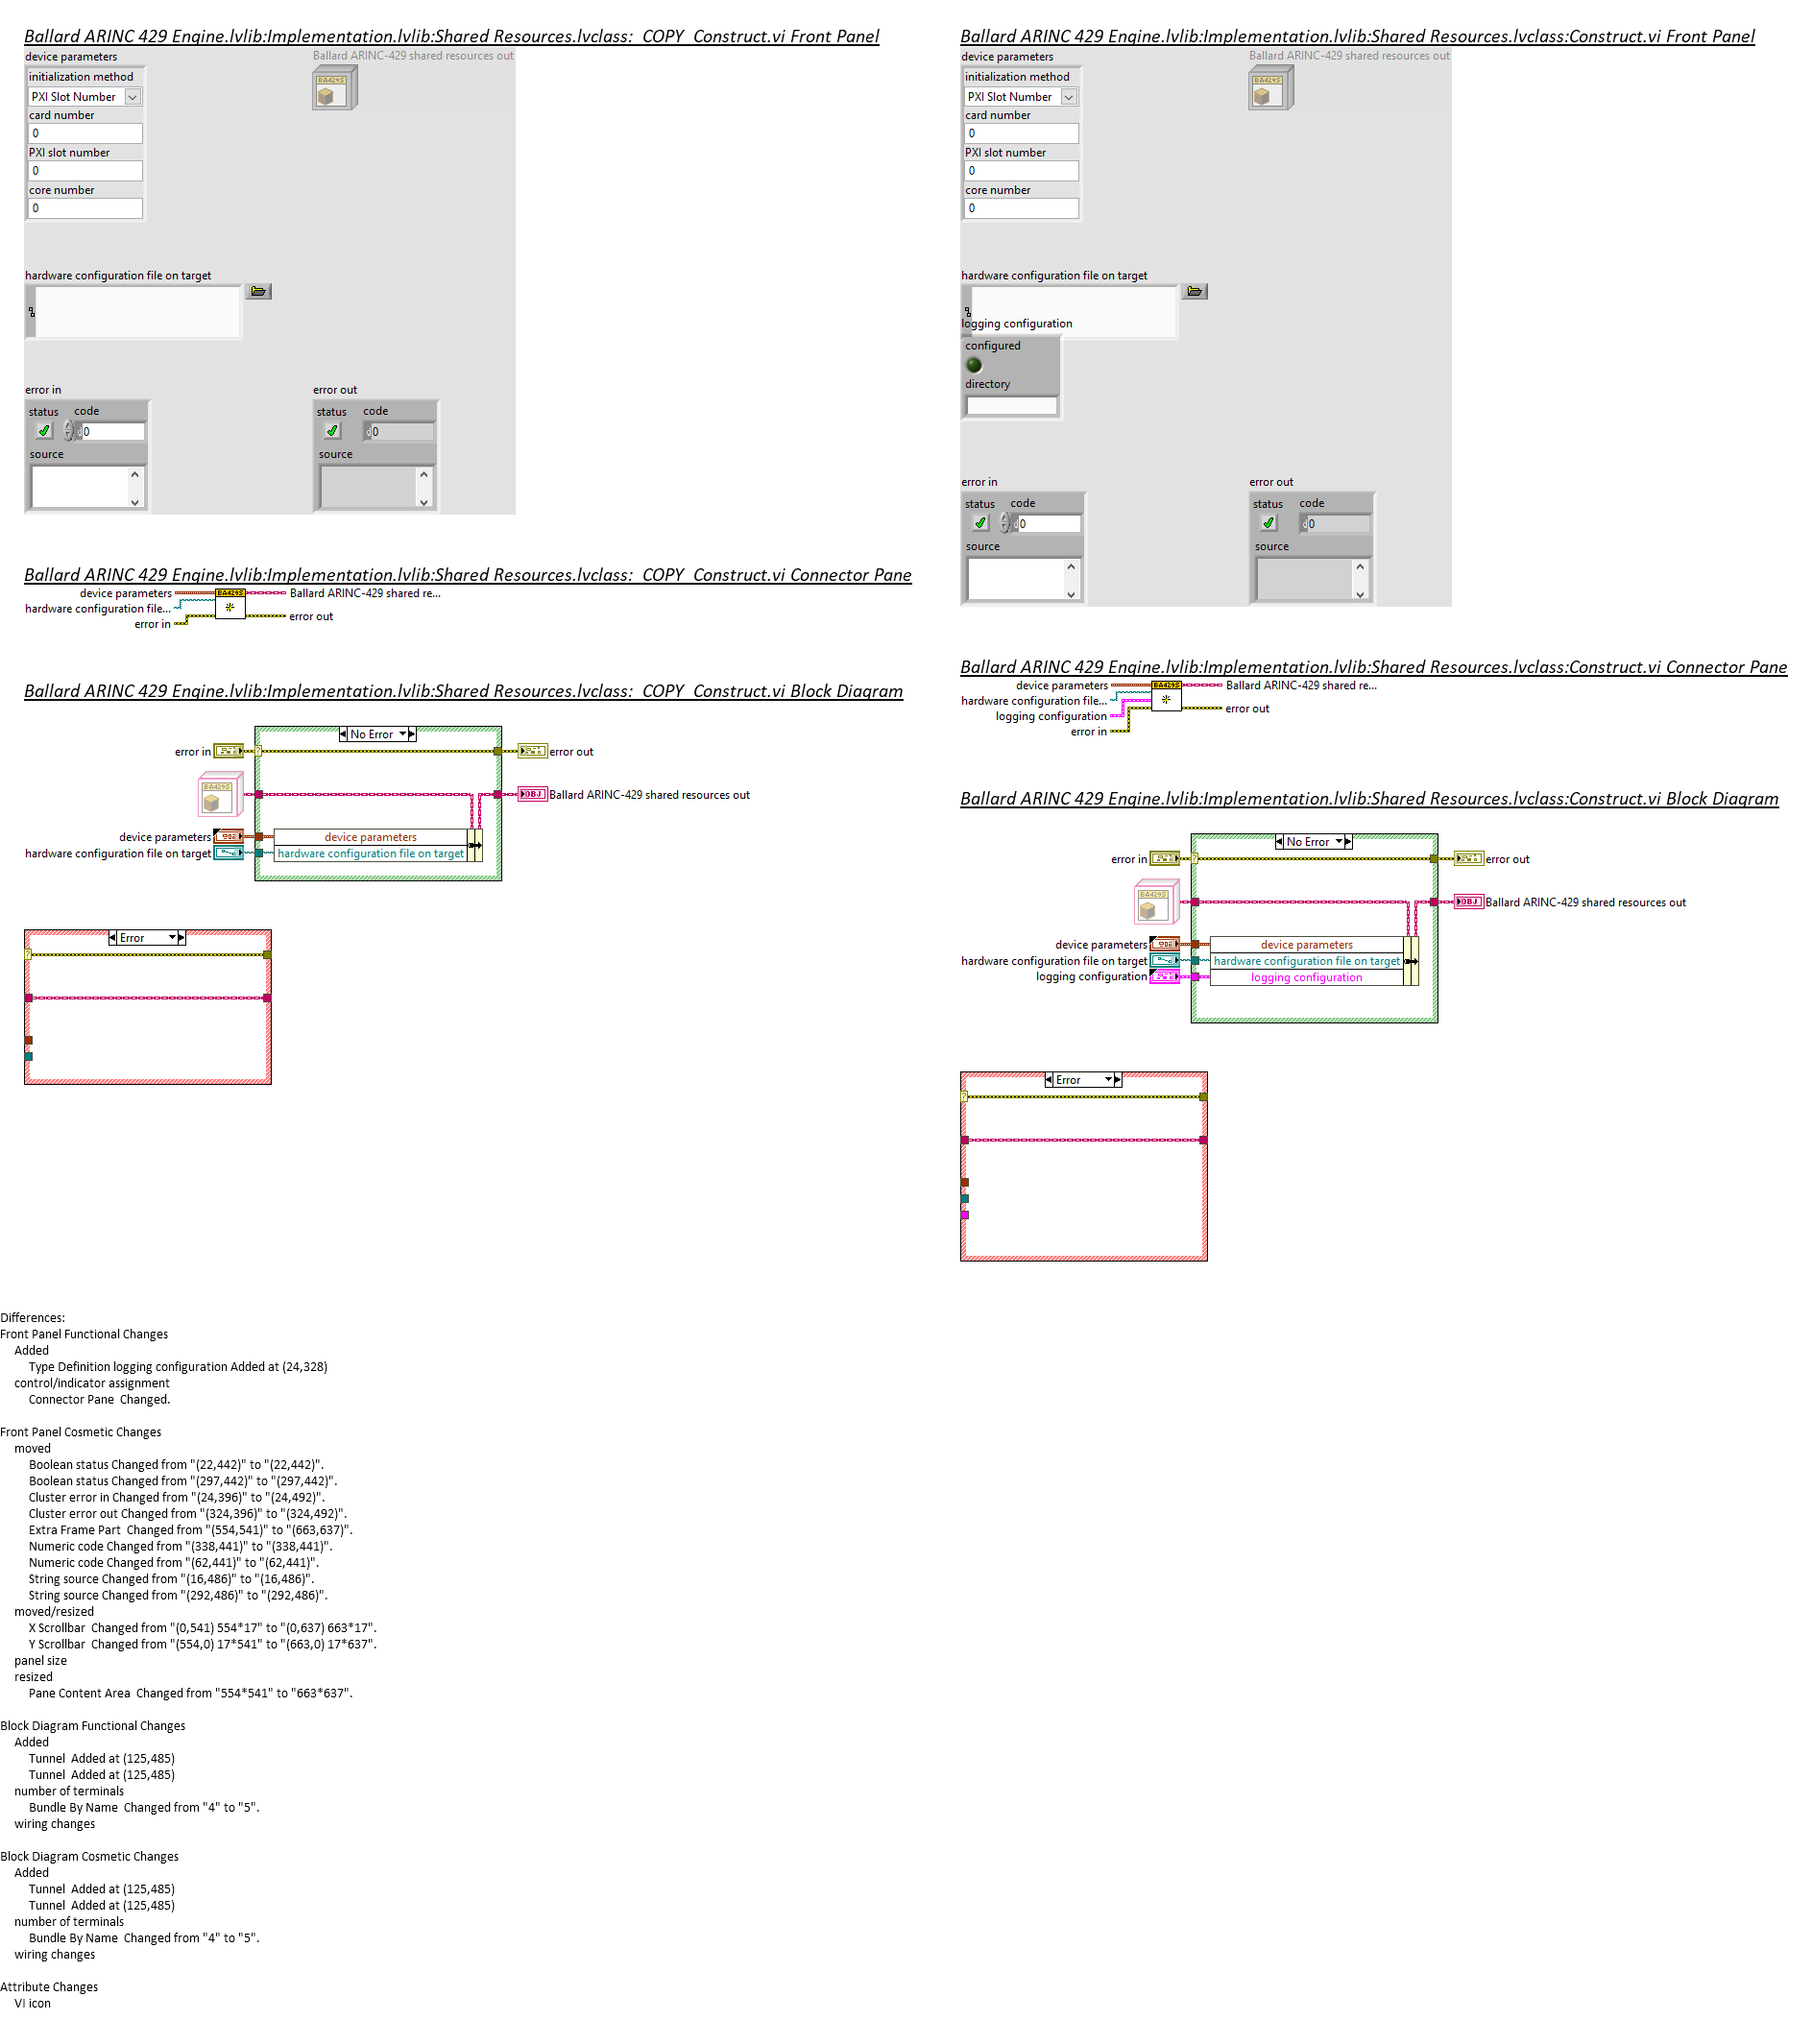 Ballard ARINC 429 Engine.lvlib:Implementation.lvlib:Shared Resources.lvclass:_COPY_Construct.vi Front Panel
device parameters
Ballard ARINC-429 shared resources out
initialization method
BA429S
PXI Slot Number
card number
0
PXI slot number
0
core number
0
hardware configuration file on target
error in
error out
status code
status code
0
0
source
source
Ballard ARINC 429 Engine.lvlib:Implementation.lvlib:Shared Resources.lvclass:_COPY_Construct.vi Connector Pane
device parameters
BA429S
Ballard ARINC-429 shared re...
hardware configuration file...
error out
error in
Ballard ARINC 429 Engine.lvlib:Implementation.lvlib:Shared Resources.lvclass:_COPY_Construct.vi Block Diagram
No Error
error in
?
error out
BA429S
OBJ
Ballard ARINC-429 shared resources out
device parameters
device parameters
hardware configuration file on target
hardware configuration file on target
Error
?
Ballard ARINC 429 Engine.lvlib:Implementation.lvlib:Shared Resources.lvclass:Construct.vi Front Panel
device parameters
Ballard ARINC-429 shared resources out
initialization method
BA429S
PXI Slot Number
card number
0
PXI slot number
0
core number
0
hardware configuration file on target
logging configuration
configured
directory
error in
error out
status code
status code
0
0
source
source
Ballard ARINC 429 Engine.lvlib:Implementation.lvlib:Shared Resources.lvclass:Construct.vi Connector Pane
device parameters
BA429S
Ballard ARINC-429 shared re...
hardware configuration file...
error out
logging configuration
error in
Ballard ARINC 429 Engine.lvlib:Implementation.lvlib:Shared Resources.lvclass:Construct.vi Block Diagram
No Error
error in
?
error out
BA429S
OBJ
Ballard ARINC-429 shared resources out
device parameters
device parameters
hardware configuration file on target
hardware configuration file on target
logging configuration
logging configuration
Error
?
Differences:
Front Panel Functional Changes
Added
Type Definition logging configuration Added at (24,328)
control/indicator assignment
Connector Pane  Changed.
Front Panel Cosmetic Changes
moved
Boolean status Changed from "(22,442)" to "(22,442)".
Boolean status Changed from "(297,442)" to "(297,442)".
Cluster error in Changed from "(24,396)" to "(24,492)".
Cluster error out Changed from "(324,396)" to "(324,492)".
Extra Frame Part  Changed from "(554,541)" to "(663,637)".
Numeric code Changed from "(338,441)" to "(338,441)".
Numeric code Changed from "(62,441)" to "(62,441)".
String source Changed from "(16,486)" to "(16,486)".
String source Changed from "(292,486)" to "(292,486)".
moved/resized
X Scrollbar  Changed from "(0,541) 554*17" to "(0,637) 663*17".
Y Scrollbar  Changed from "(554,0) 17*541" to "(663,0) 17*637".
panel size
resized
Pane Content Area  Changed from "554*541" to "663*637".
Block Diagram Functional Changes
Added
Tunnel  Added at (125,485)
Tunnel  Added at (125,485)
number of terminals
Bundle By Name  Changed from "4" to "5".
wiring changes
Block Diagram Cosmetic Changes
Added
Tunnel  Added at (125,485)
Tunnel  Added at (125,485)
number of terminals
Bundle By Name  Changed from "4" to "5".
wiring changes
Attribute Changes
VI icon